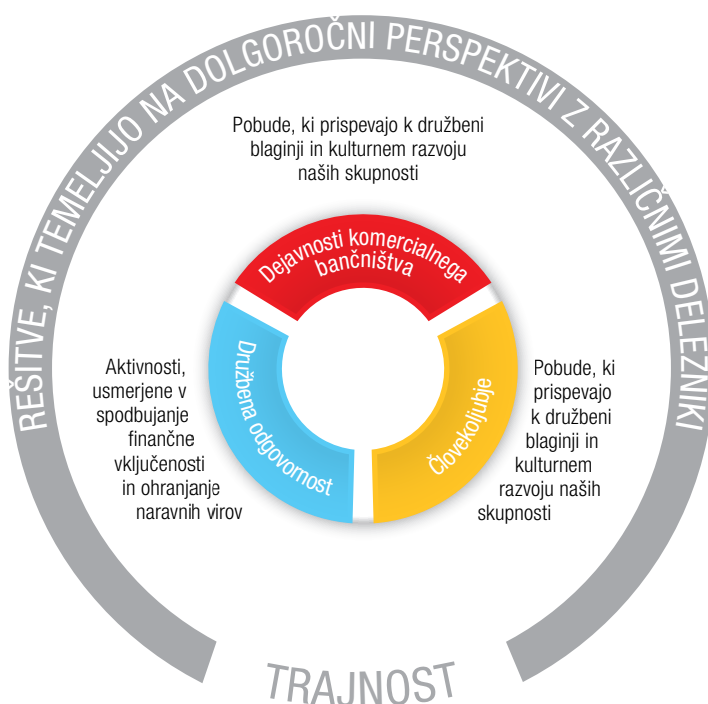 REŠITVE, KI TEMELJIJO NA DOLGOROČNI PERSPEKTIVI Z RAZLIČNIMI DELEŽNIKI
Pobude, ki prispevajo k družbeni
blaginji in kulturnem razvoju
naših skupnosti
Dejavnosti komercialnega
bančništva
Družbena odgovornost
Človekoljubje
Aktivnosti,
usmerjene v
spodbujanje
finančne
vključenosti
in ohranjanje
naravnih virov
Pobude, ki
prispevajo
k družbeni
blaginji in
kulturnem
razvoju naših
skupnosti
TRAJNOST